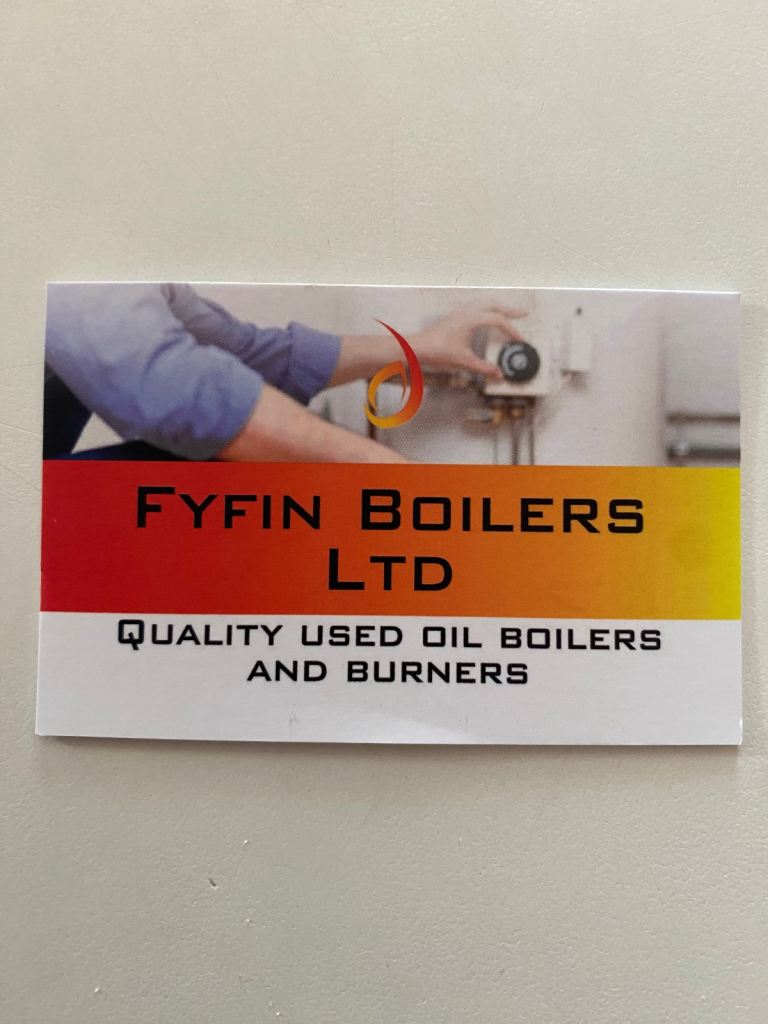 Fyfin Boilers
Ltd
Quality used oil boilers
and burners